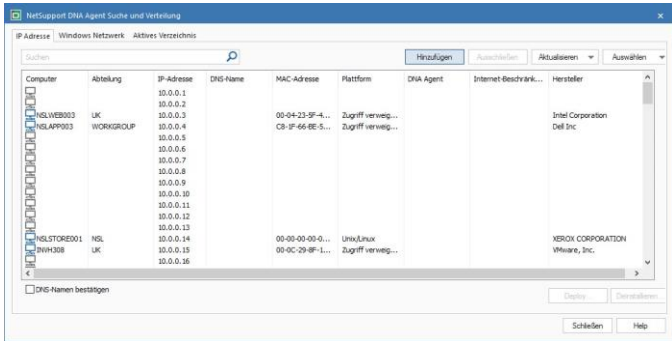 NetSupport DNA Agent Suche und Verteilung
IP Adresse Windows Netzwerk Aktives Verzeichnis
Suchen Hinzufügen Ausschließen Aktualisieren Auswählen
Computer Abteilung IP-Adresse DNS-Name MAC-Adresse Plattform DNA Agent Internet-Beschränk... Hersteller
10.0.0.1
10.0.0.2
NSLWEB003 UK 10.0.0.3 00-04-23-5F-4... Zugriff verweig... Intel Corporation
NSLAPP003 WORKGROUP 10.0.0.4 C8-1F-66-BE-5... Zugriff verweig... Dell Inc
10.0.0.5
10.0.0.6
10.0.0.7
10.0.0.8
10.0.0.9
10.0.0.10
10.0.0.11
10.0.0.12
10.0.0.13
NSLSTORE001 NSL 10.0.0.14 00-00-00-00-0... Unix/Linux XEROX CORPORATION
INVH308 UK 10.0.0.15 00-0C-29-8F-1... Zugriff verweig... VMware, Inc.
10.0.0.16
DNS-Namen bestätigen
Deploy... Deinstallieren...
Schließen Help